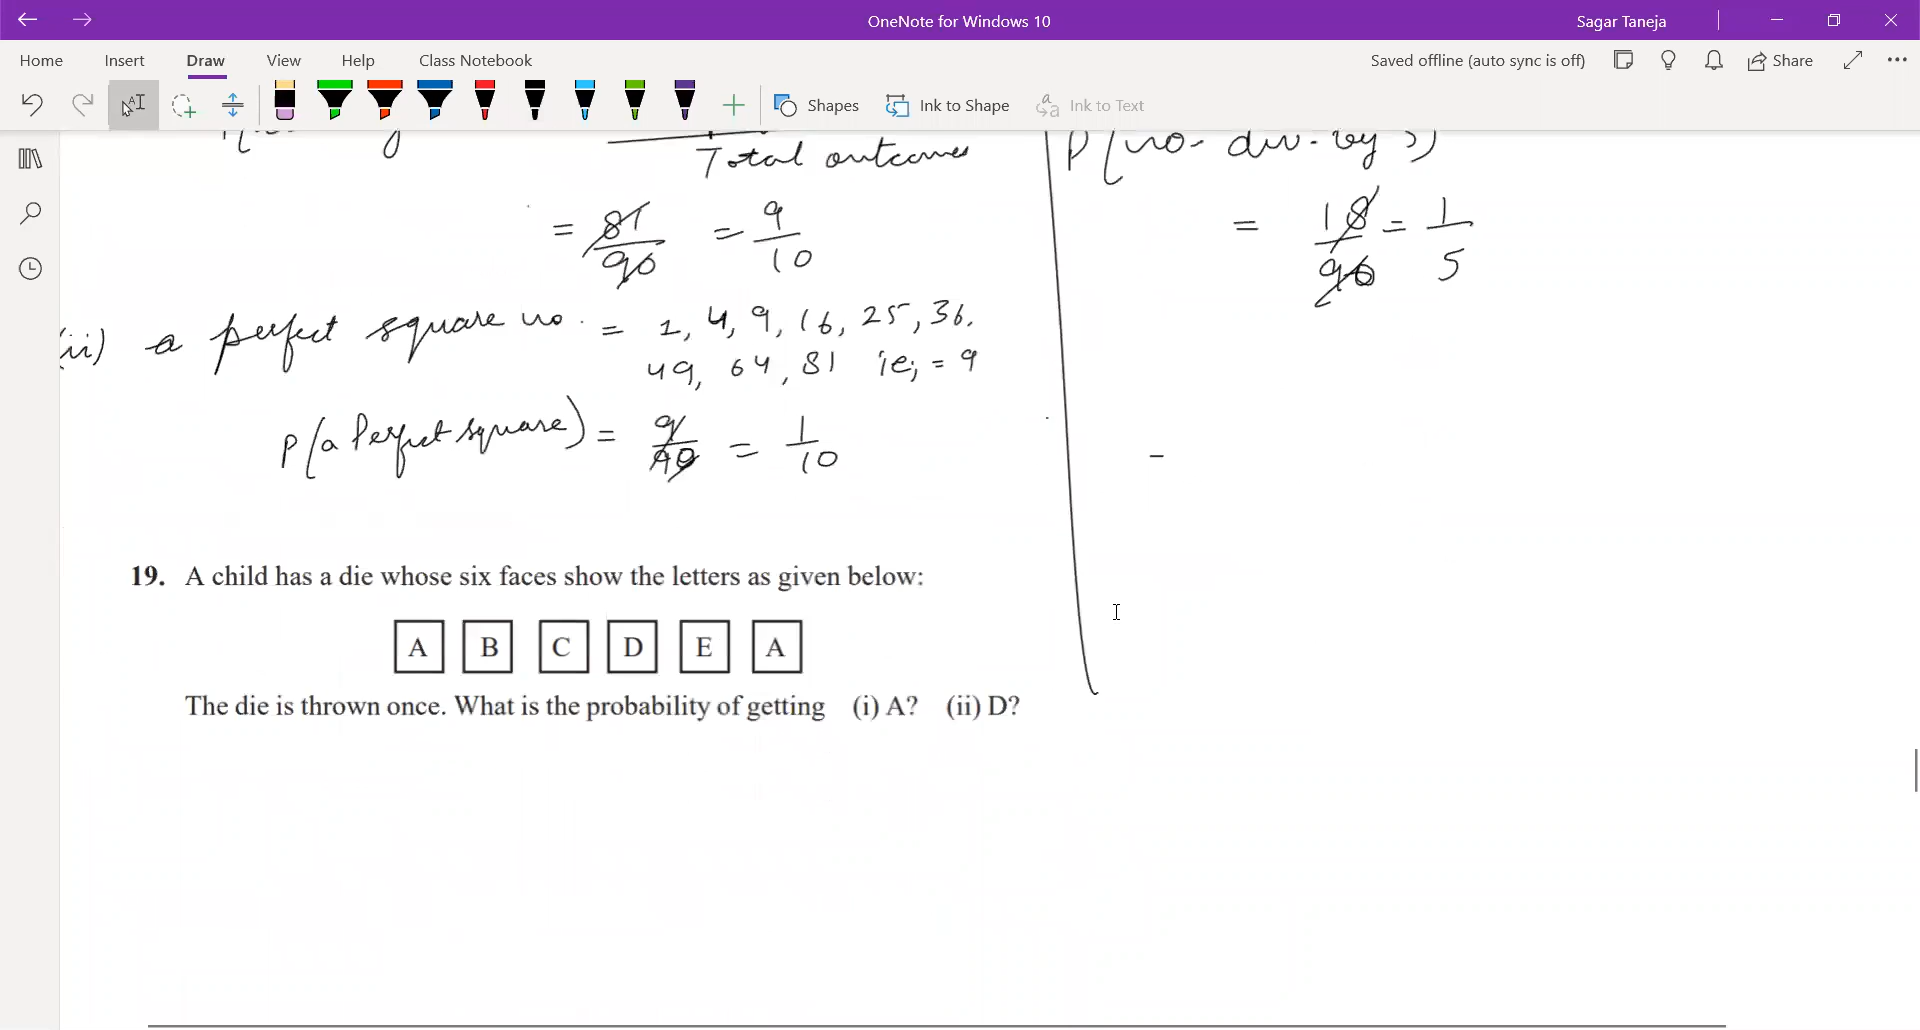 OneNote for Windows 10
Sagar Taneja
Home Insert Draw View Help Class Notebook
Saved offline (auto sync is off) Share
Shapes Ink to Shape Ink to Text
Total outcomes
= 81/90 = 9/10
P(no. div. by 5)
= 18/90 = 1/5
(ii) a perfect square no. = 1, 4, 9, 16, 25, 36,
49, 64, 81 ie; = 9
P(a Perfect square) = 9/90 = 1/10
19. A child has a die whose six faces show the letters as given below:
A B C D E A
The die is thrown once. What is the probability of getting (i) A? (ii) D?